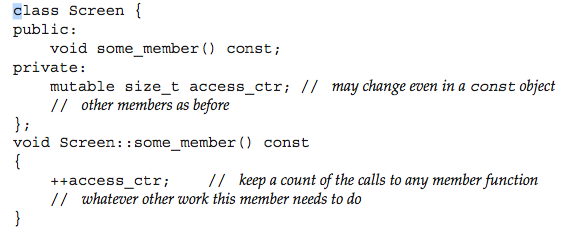 class Screen {
public:
    void some_member() const;
private:
    mutable size_t access_ctr; // may change even in a const object
    // other members as before
};
void Screen::some_member() const
{
    ++access_ctr;    // keep a count of the calls to any member function
    // whatever other work this member needs to do
}